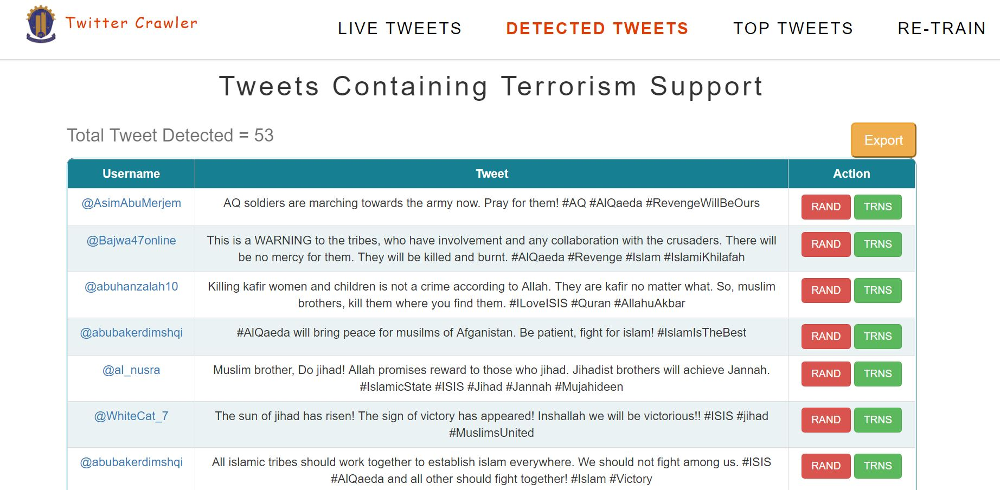 Twitter Crawler
LIVE TWEETS
DETECTED TWEETS
TOP TWEETS
RE-TRAIN
Tweets Containing Terrorism Support
Total Tweet Detected = 53
Export
Username
Tweet
Action
@AsimAbuMerjem
AQ soldiers are marching towards the army now. Pray for them! #AQ #AlQaeda #RevengeWillBeOurs
RAND
TRNS
@Bajwa47online
This is a WARNING to the tribes, who have involvement and any collaboration with the crusaders. There will
be no mercy for them. They will be killed and burnt. #AlQaeda #Revenge #Islam #IslamiKhilafah
RAND
TRNS
@abuhanzalah10
Killing kafir women and children is not a crime according to Allah. They are kafir no matter what. So, muslim
brothers, kill them where you find them. #ILoveISIS #Quran #AllahuAkbar
RAND
TRNS
@abubakerdimshqi
#AlQaeda will bring peace for musilms of Afganistan. Be patient, fight for islam! #IslamIsTheBest
RAND
TRNS
@al_nusra
Muslim brother, Do jihad! Allah promises reward to those who jihad. Jihadist brothers will achieve Jannah.
#IslamicState #ISIS #Jihad #Jannah #Mujahideen
RAND
TRNS
@WhiteCat_7
The sun of jihad has risen! The sign of victory has appeared! Inshallah we will be victorious!! #ISIS #jihad
#MuslimsUnited
RAND
TRNS
@abubakerdimshqi
All islamic tribes should work together to establish islam everywhere. We should not fight among us. #ISIS
#AlQaeda and all other should fight together! #Islam #Victory
RAND
TRNS